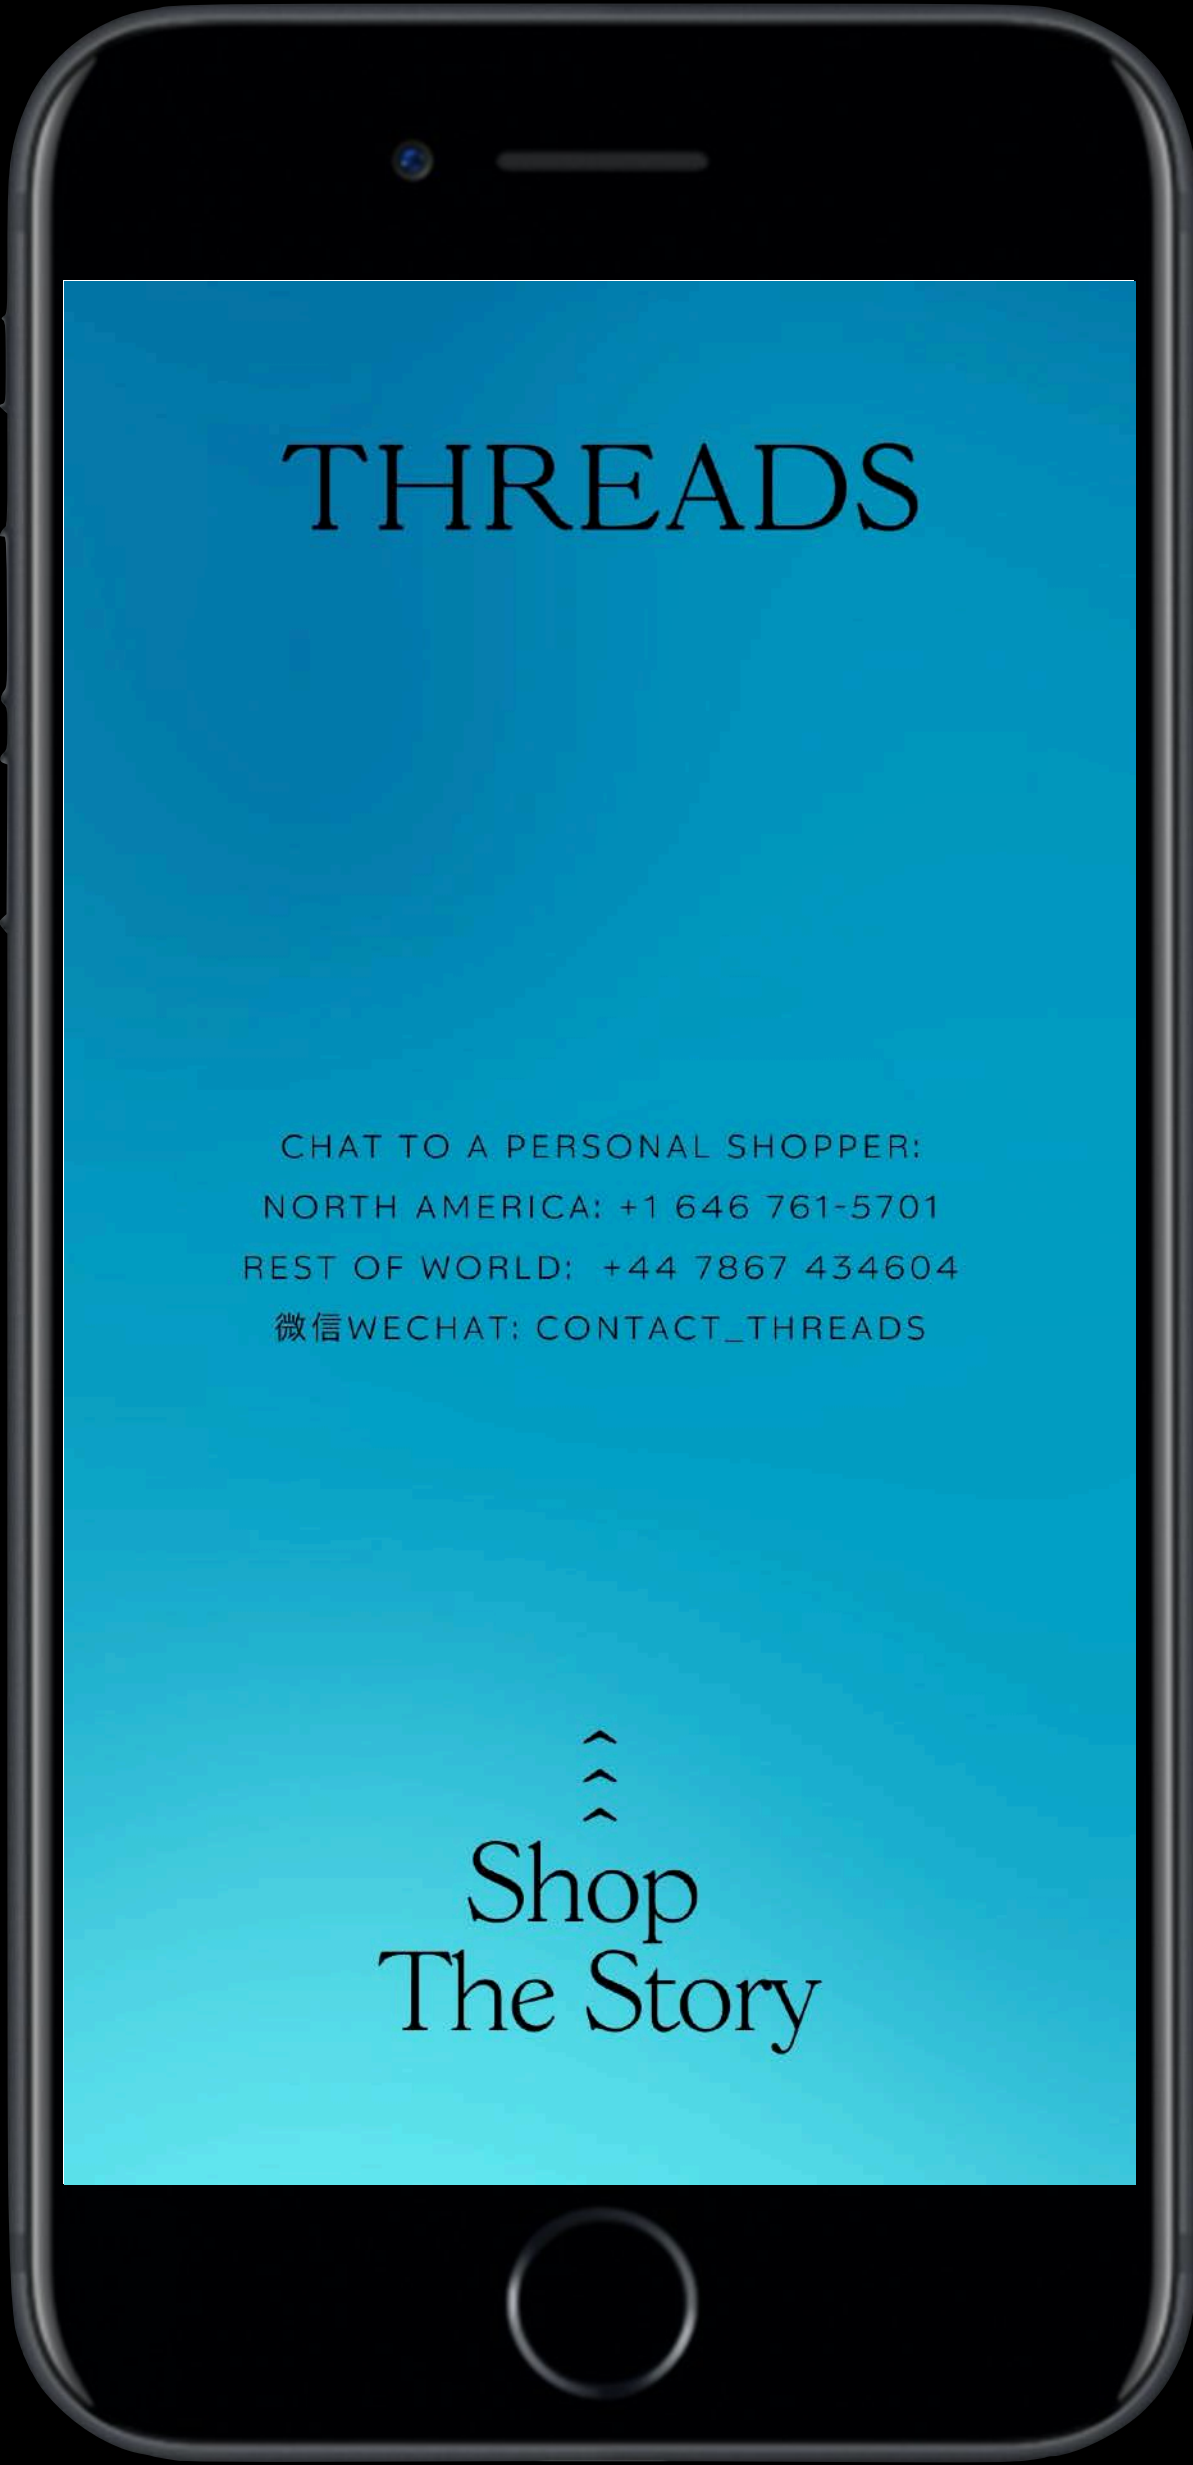 THREADS
CHAT TO A PERSONAL SHOPPER:
NORTH AMERICA: +1 646 761-5701
REST OF WORLD: +44 7867 434604
微信WECHAT: CONTACT_THREADS
Shop
The Story